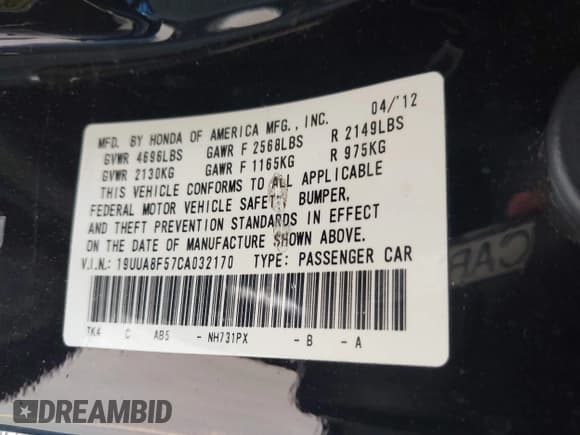 MFD. BY HONDA OF AMERICA MFG., INC. 04/'12
GVWR 4696LBS GAWR F 2568LBS R 2149LBS
GVWR 2130KG GAWR F 1165KG R 975KG
THIS VEHICLE CONFORMS TO ALL APPLICABLE
FEDERAL MOTOR VEHICLE SAFETY, BUMPER,
AND THEFT PREVENTION STANDARDS IN EFFECT
ON THE DATE OF MANUFACTURE SHOWN ABOVE.
V.I.N.: 19UUA8F57CA032170 TYPE: PASSENGER CAR
TK4 C AB5 - NH731PX - B - A
CAR
DREAMBID